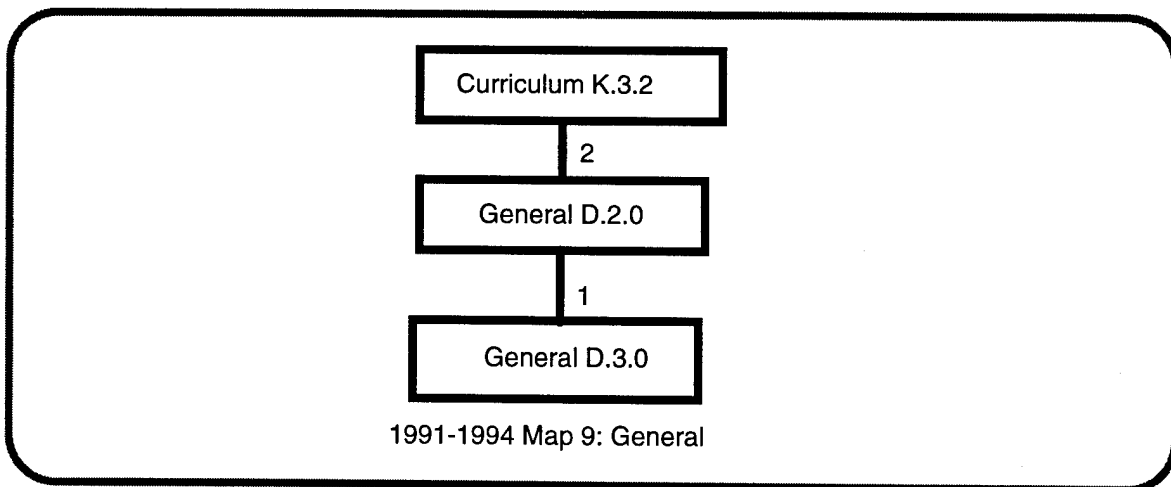 Curriculum K.3.2
2
General D.2.0
1
General D.3.0
1991-1994 Map 9: General